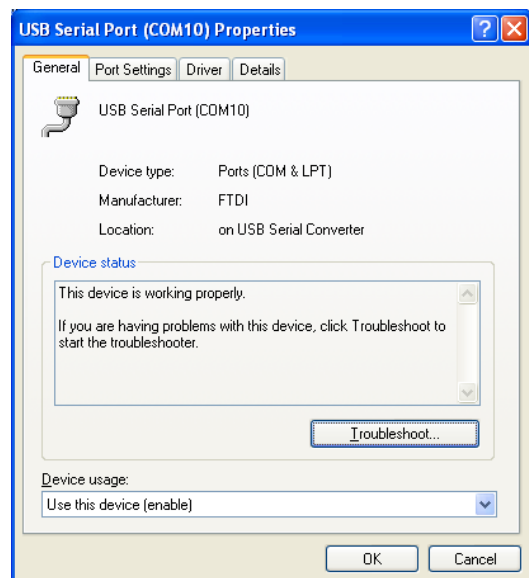 USB Serial Port (COM10) Properties
General Port Settings Driver Details
USB Serial Port (COM10)
Device type: Ports (COM & LPT)
Manufacturer: FTDI
Location: on USB Serial Converter
Device status
This device is working properly.
If you are having problems with this device, click Troubleshoot to
start the troubleshooter.
Troubleshoot...
Device usage:
Use this device (enable)
OK Cancel